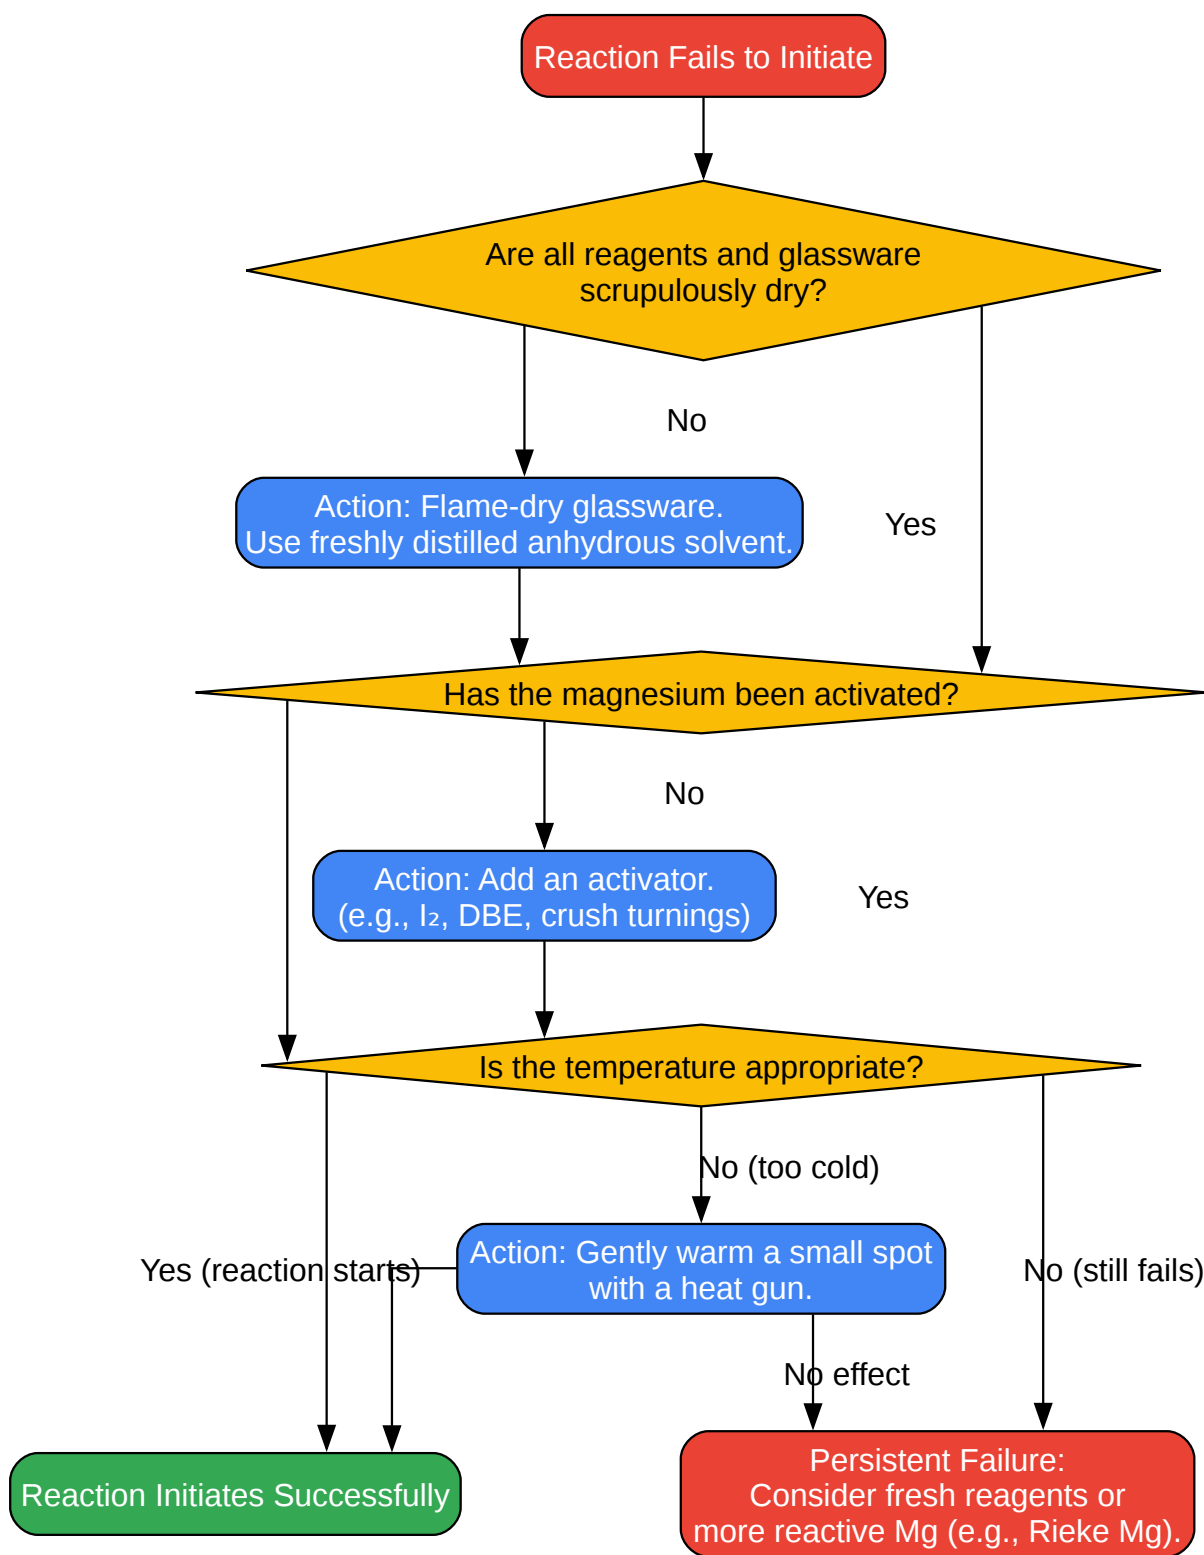 Reaction Fails to Initiate
Are all reagents and glassware
scrupulously dry?
No
Action: Flame-dry glassware.
Use freshly distilled anhydrous solvent.
Yes
Has the magnesium been activated?
No
Action: Add an activator.
(e.g., I₂, DBE, crush turnings)
Yes
Is the temperature appropriate?
No (too cold)
Action: Gently warm a small spot
with a heat gun.
Yes (reaction starts)
No (still fails)
No effect
Reaction Initiates Successfully
Persistent Failure:
Consider fresh reagents or
more reactive Mg (e.g., Rieke Mg).